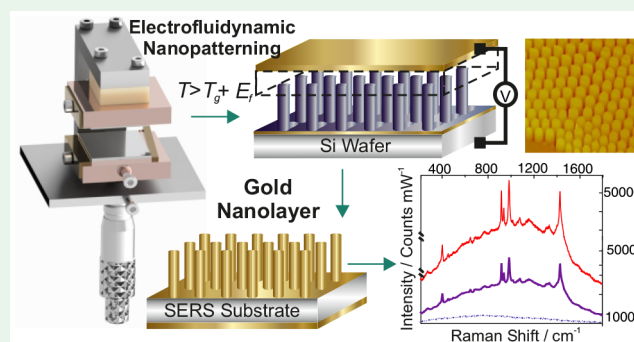 Electrofluidynamic
Nanopatterning
T>Tg+ Ef
V
Si Wafer
Gold
Nanolayer
SERS Substrate
400 800 1200 1800
5000
5000
1000
Intensity / Counts mW-1
Raman Shift / cm-1